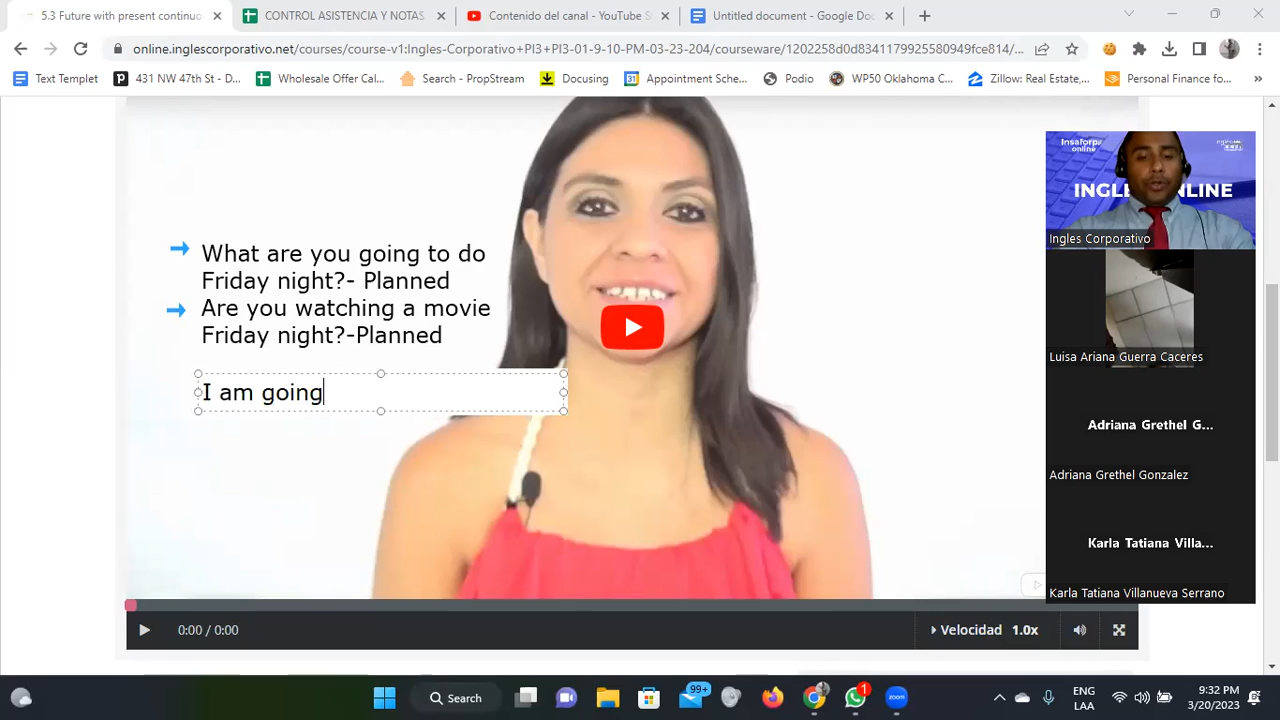 5.3 Future with present continuo
CONTROL ASISTENCIA Y NOTAS
Contenido del canal - YouTube S
Untitled document - Google Doc
online.inglescorporativo.net/courses/course-v1:Ingles-Corporativo+PI3+PI3-01-9-10-PM-03-23-204/courseware/1202258d0d8341179925580949fce814/...
Text Templet
431 NW 47th St - D...
Wholesale Offer Cal...
Search - PropStream
Docusing
Appointment Sche...
Podio
WP50 Oklahoma C...
Zillow: Real Estate,...
Personal Finance fo...
»
What are you going to do
Friday night?- Planned
Are you watching a movie
Friday night?-Planned
I am going
Insaforp
online
INGLES ONLINE
Ingles Corporativo
Luisa Ariana Guerra Caceres
Adriana Grethel G...
Adriana Grethel Gonzalez
Karla Tatiana Villa...
Karla Tatiana Villanueva Serrano
0:00 / 0:00
Velocidad 1.0x
Search
99+
1
zoom
ENG
LAA
9:32 PM
3/20/2023